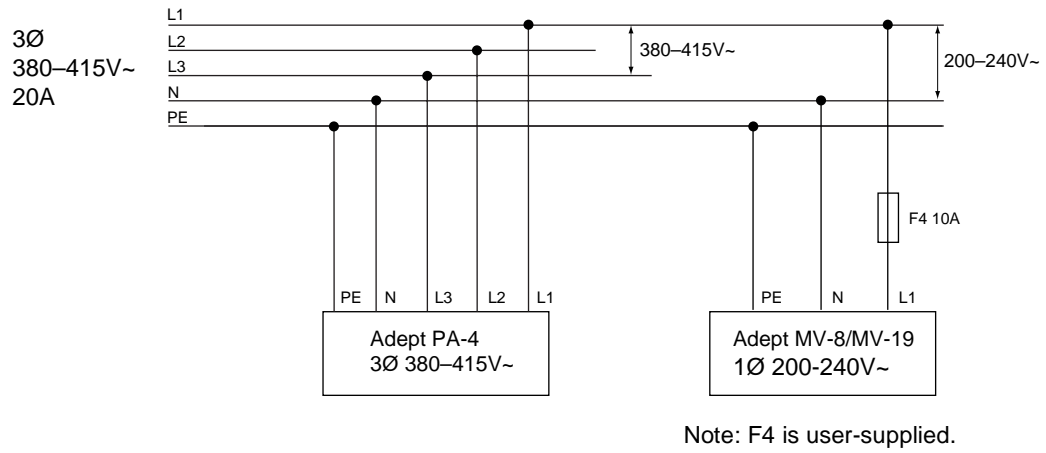 3Ø
380–415V~
20A
L1
L2
L3
N
PE
380–415V~
200–240V~
F4 10A
PE N L3 L2 L1
PE N L1
Adept PA-4
3Ø 380–415V~
Adept MV-8/MV-19
1Ø 200-240V~
Note: F4 is user-supplied.